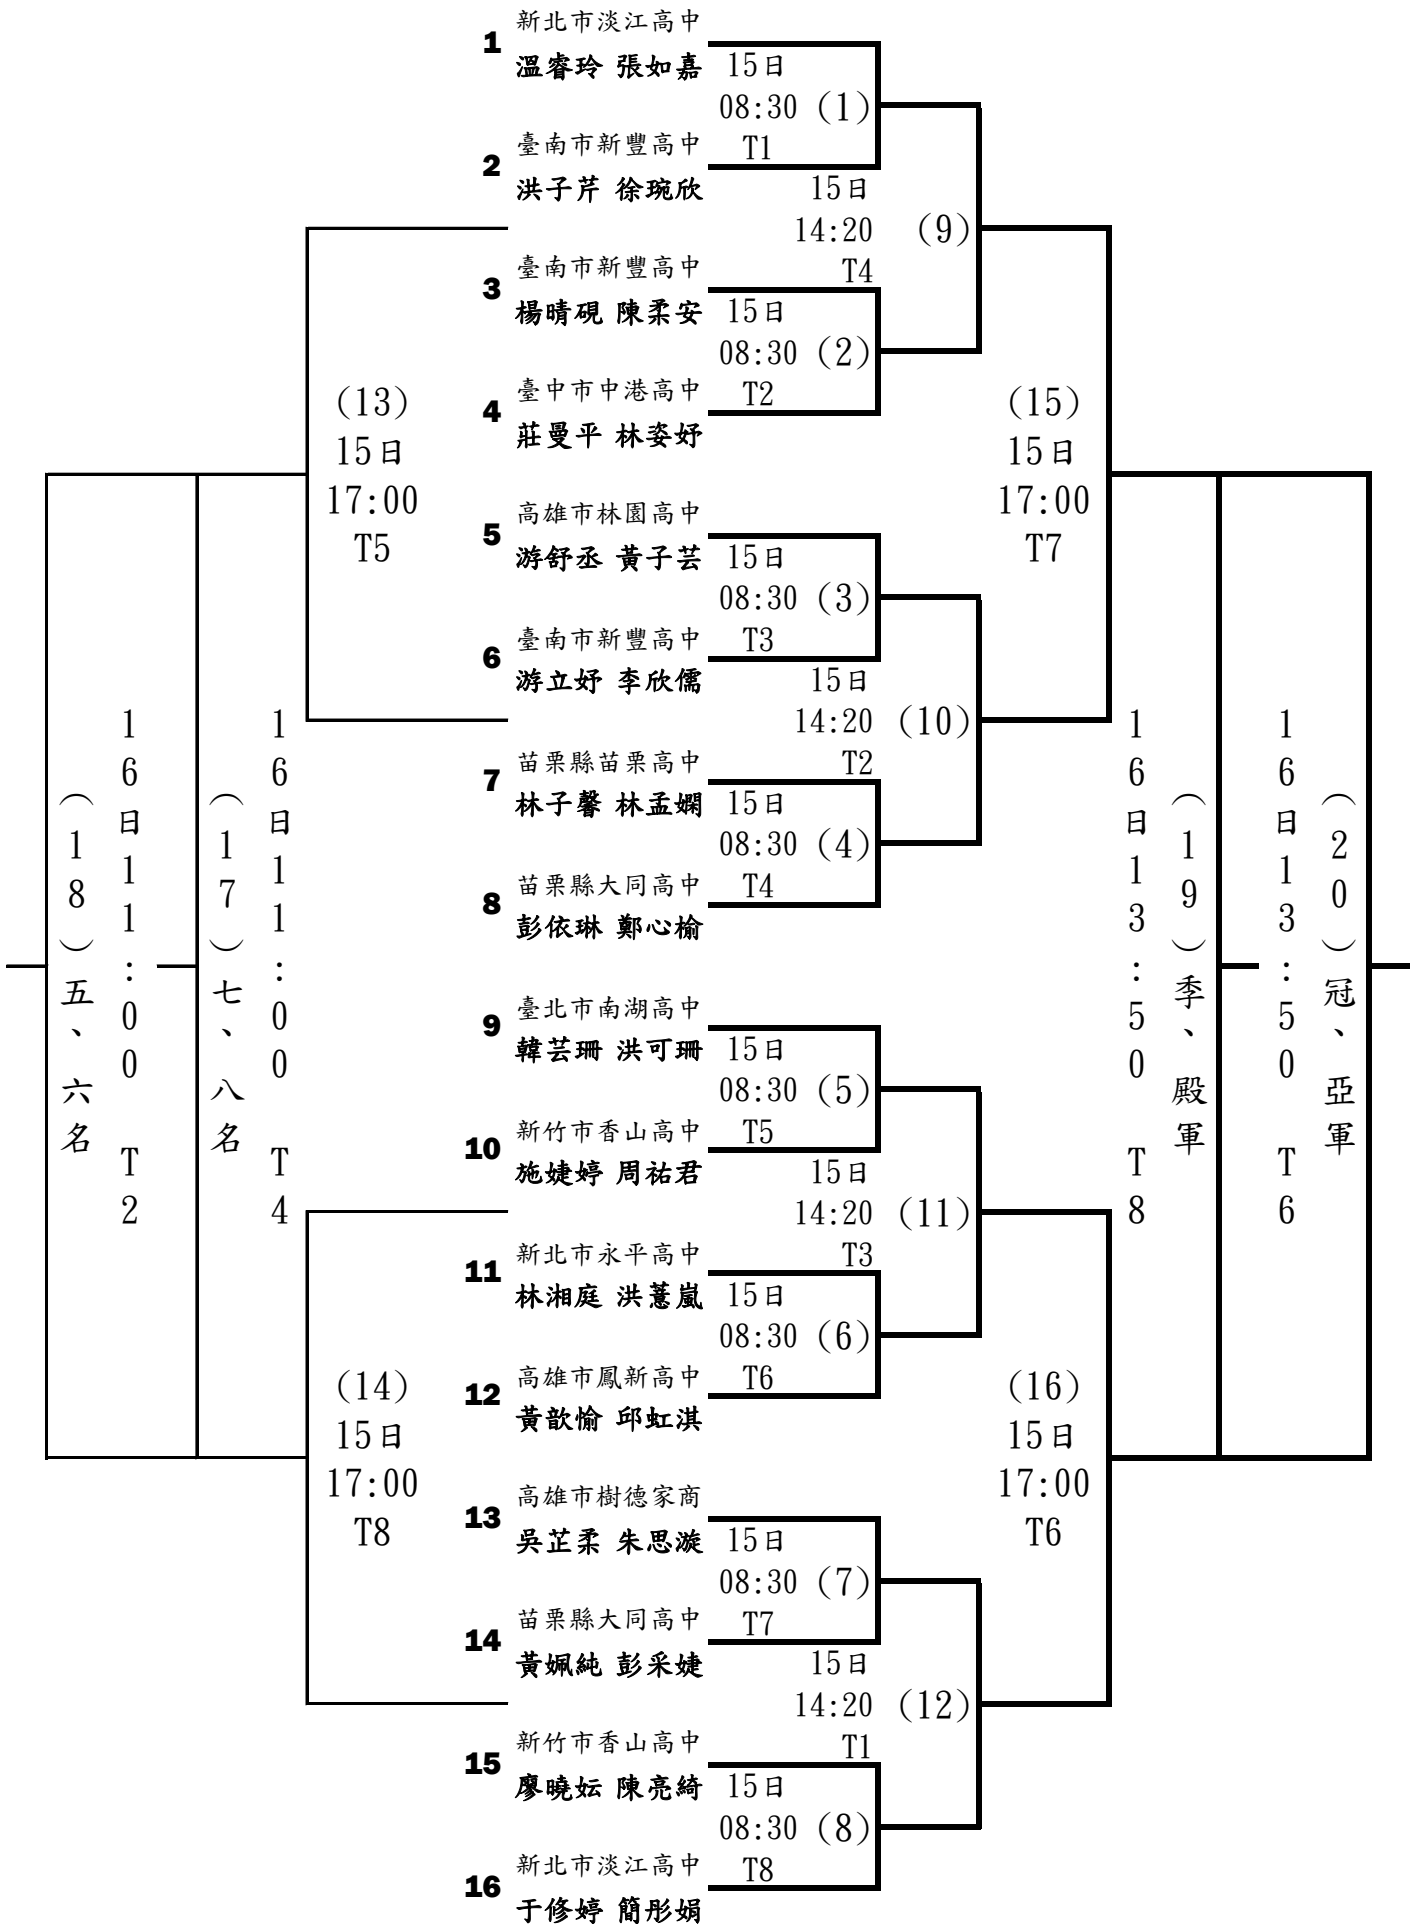 1
新北市淡江高中
溫睿玲 張如嘉
15日
08:30 (1)
T1
2
臺南市新豐高中
洪子芹 徐琬欣
15日
14:20 (9)
T4
3
臺南市新豐高中
楊晴硯 陳柔安
15日
08:30 (2)
T2
4
臺中市中港高中
莊曼平 林姿妤
(13)
15日
17:00
T5
(15)
15日
17:00
T7
5
高雄市林園高中
游舒丞 黃子芸
15日
08:30 (3)
T3
6
臺南市新豐高中
游立妤 李欣儒
15日
14:20 (10)
T2
7
苗栗縣苗栗高中
林子馨 林孟嫻
15日
08:30 (4)
T4
8
苗栗縣大同高中
彭依琳 鄭心榆
(18)五、六名
16日11:00 T2
(17)七、八名
16日11:00 T4
16日13:50 T8
(19)季、殿軍
16日13:50 T6
(20)冠、亞軍
9
臺北市南湖高中
韓芸珊 洪可珊
15日
08:30 (5)
T5
10
新竹市香山高中
施婕婷 周祐君
15日
14:20 (11)
T3
11
新北市永平高中
林湘庭 洪薏嵐
15日
08:30 (6)
T6
12
高雄市鳳新高中
黃歆愉 邱虹淇
(14)
15日
17:00
T8
(16)
15日
17:00
T6
13
高雄市樹德家商
吳芷柔 朱思漩
15日
08:30 (7)
T7
14
苗栗縣大同高中
黃姵純 彭采婕
15日
14:20 (12)
T1
15
新竹市香山高中
廖曉妘 陳亮綺
15日
08:30 (8)
T8
16
新北市淡江高中
于修婷 簡彤娟